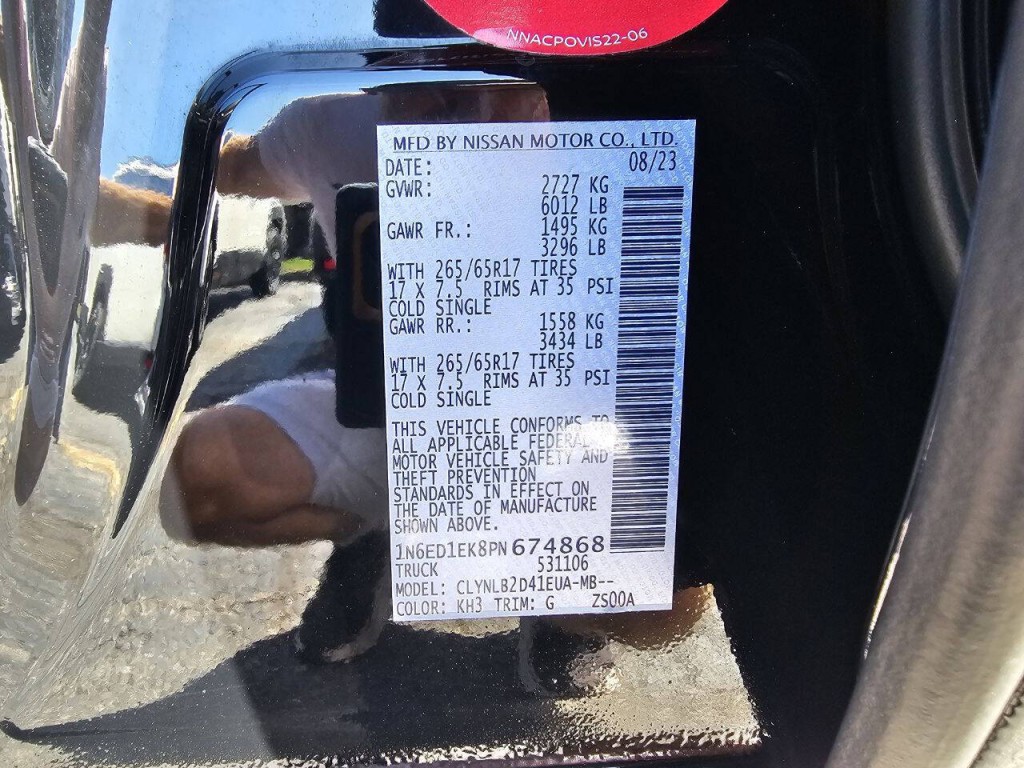 NNACPOVIS22-06
MFD BY NISSAN MOTOR CO., LTD.
DATE: 08/23
GVWR: 2727 KG
6012 LB
GAWR FR.: 1495 KG
3296 LB
WITH 265/65R17 TIRES
17 X 7.5 RIMS AT 35 PSI
COLD SINGLE
GAWR RR.: 1558 KG
3434 LB
WITH 265/65R17 TIRES
17 X 7.5 RIMS AT 35 PSI
COLD SINGLE
THIS VEHICLE CONFORMS TO
ALL APPLICABLE FEDERAL
MOTOR VEHICLE SAFETY AND
THEFT PREVENTION
STANDARDS IN EFFECT ON
THE DATE OF MANUFACTURE
SHOWN ABOVE.
1N6ED1EK8PN674868
TRUCK 531106
MODEL: CLYNLB2D41EUA-MB--
COLOR: KH3 TRIM: G ZS00A